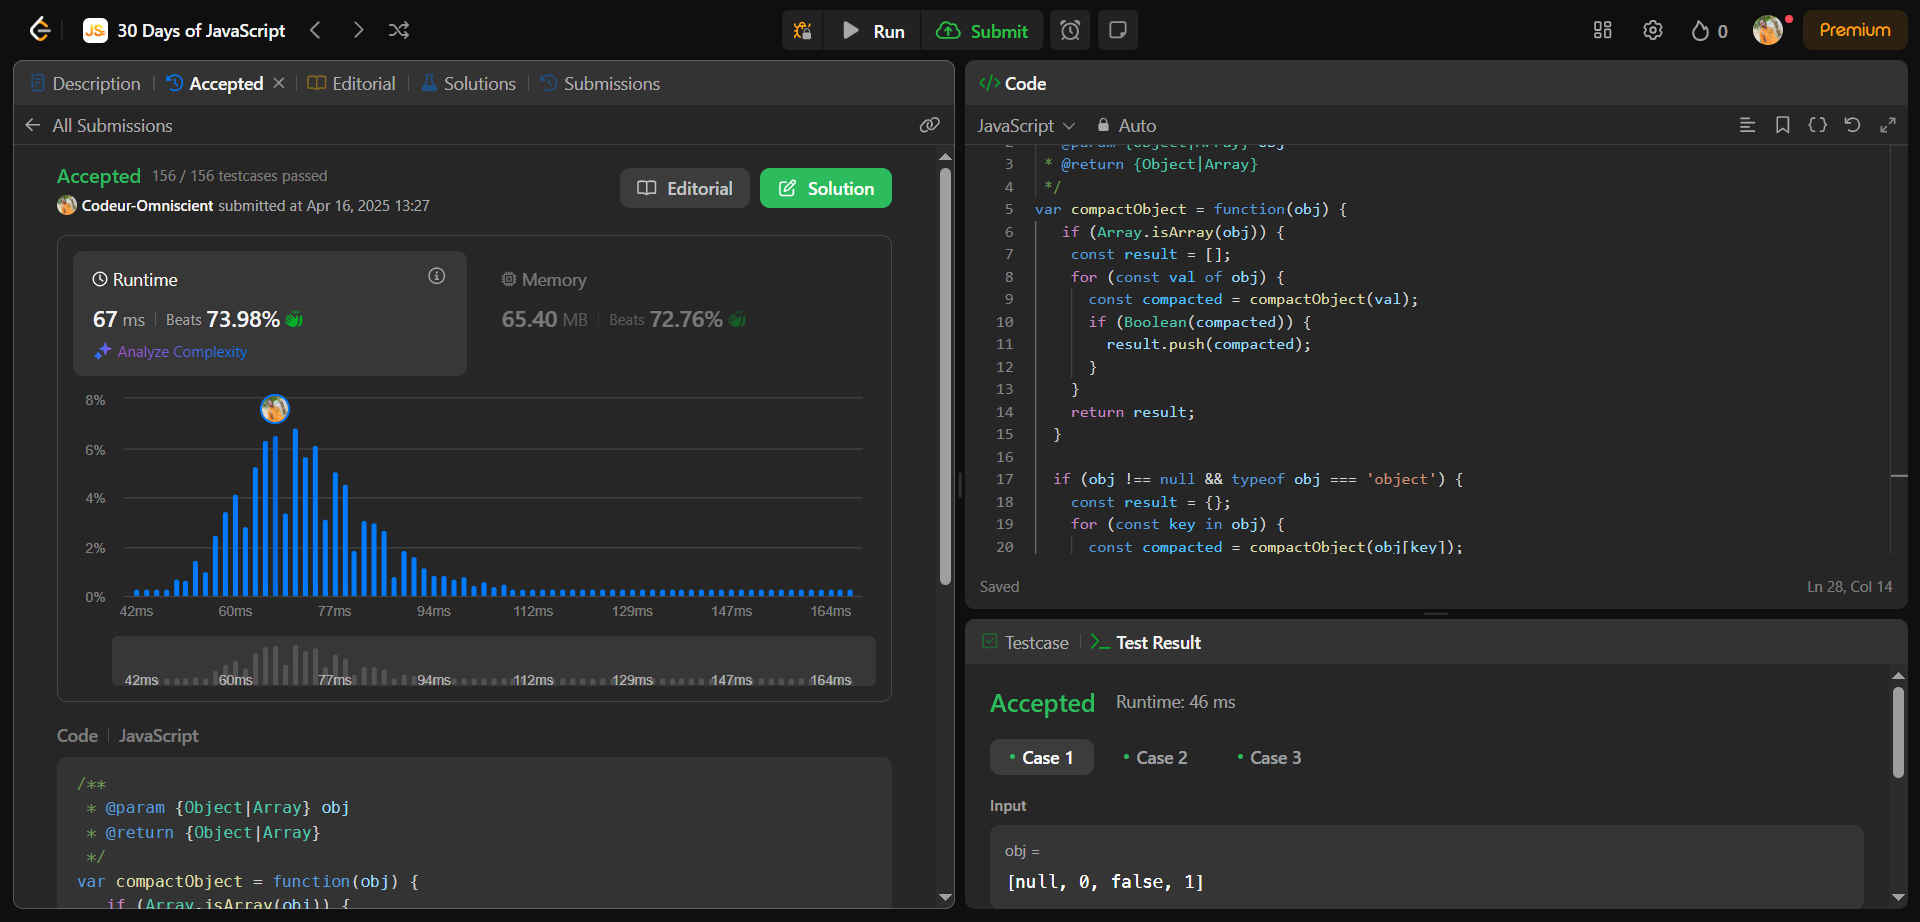 JS 30 Days of JavaScript
Run
Submit
0
Premium
Description
Accepted
Editorial
Solutions
Submissions
All Submissions
Accepted 156 / 156 testcases passed
Codeur-Omniscient submitted at Apr 16, 2025 13:27
Editorial
Solution
Runtime
67 ms | Beats 73.98%
Analyze Complexity
Memory
65.40 MB | Beats 72.76%
8%
6%
4%
2%
0%
42ms 60ms 77ms 94ms 112ms 129ms 147ms 164ms
42ms 60ms 77ms 94ms 112ms 129ms 147ms 164ms
Code | JavaScript
/**
* @param {Object|Array} obj
* @return {Object|Array}
*/
var compactObject = function(obj) {
if (Array.isArray(obj)) {
</> Code
JavaScript
Auto
2 * @param {Object|Array} obj
3 * @return {Object|Array}
4 */
5 var compactObject = function(obj) {
6 if (Array.isArray(obj)) {
7 const result = [];
8 for (const val of obj) {
9 const compacted = compactObject(val);
10 if (Boolean(compacted)) {
11 result.push(compacted);
12 }
13 }
14 return result;
15 }
16
17 if (obj !== null && typeof obj === 'object') {
18 const result = {};
19 for (const key in obj) {
20 const compacted = compactObject(obj[key]);
Saved
Ln 28, Col 14
Testcase
Test Result
Accepted Runtime: 46 ms
• Case 1
• Case 2
• Case 3
Input
obj =
[null, 0, false, 1]